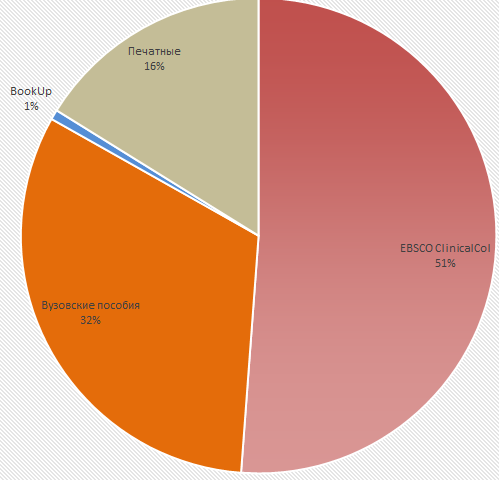 Печатные
16%
BookUp
1%
EBSCO ClinicalCol
51%
Вузовские пособия
32%